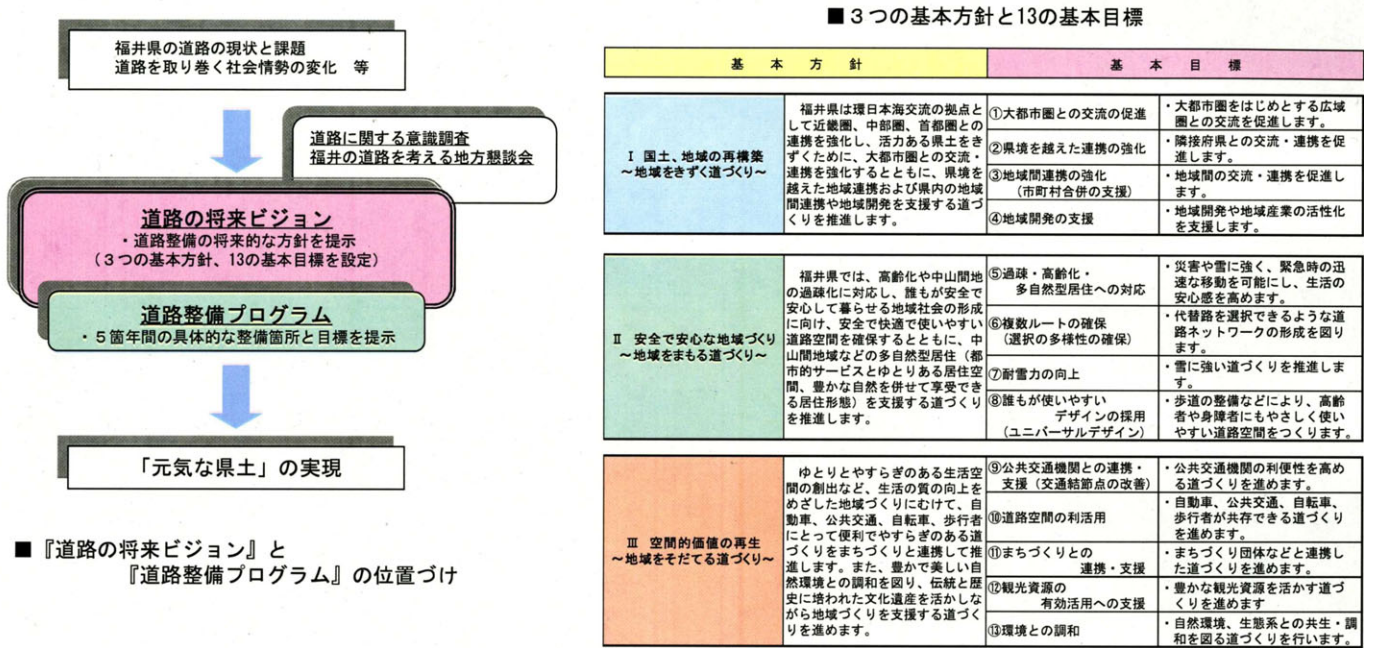 福井県の道路の現状と課題
道路を取り巻く社会情勢の変化　等
道路に関する意識調査
福井の道路を考える地方懇談会
道路の将来ビジョン
・道路整備の将来的な方針を提示
（３つの基本方針、13の基本目標を設定）
道路整備プログラム
・５箇年間の具体的な整備箇所と目標を提示
「元気な県土」の実現
■『道路の将来ビジョン』と
『道路整備プログラム』の位置づけ
■３つの基本方針と13の基本目標
基　本　方　針
基　本　目　標
Ⅰ 国土、地域の再構築
～地域をきずく道づくり～
福井県は環日本海交流の拠点と
して近畿圏、中部圏、首都圏との
連携を強化し、活力ある県土をき
ずくために、大都市圏との交流・
連携を強化するとともに、県境を
越えた地域連携および県内の地域
間連携や地域開発を支援する道づ
くりを推進します。
①大都市圏との交流の促進
・大都市圏をはじめとする広域
圏との交流を促進します。
②県境を越えた連携の強化
・隣接府県との交流・連携を促
進します。
③地域間連携の強化
（市町村合併の支援）
・地域間の交流・連携を促進し
ます。
④地域開発の支援
・地域開発や地域産業の活性化
を支援します。
Ⅱ 安全で安心な地域づくり
～地域をまもる道づくり～
福井県では、高齢化や中山間地
の過疎化に対応し、誰もが安全で
安心して暮らせる地域社会の形成
に向け、安全で快適で使いやすい
道路空間を確保するとともに、中
山間地域などの多自然型居住（都
市的サービスとゆとりある居住空
間、豊かな自然を併せて享受でき
る居住形態）を支援する道づくり
を推進します。
⑤過疎・高齢化・
多自然型居住への対応
・災害や雪に強く、緊急時の迅
速な移動を可能にし、生活の
安心感を高めます。
⑥複数ルートの確保
（選択の多様性の確保）
・代替路を選択できるような道
路ネットワークの形成を図り
ます。
⑦耐雪力の向上
・雪に強い道づくりを推進しま
す。
⑧誰もが使いやすい
デザインの採用
（ユニバーサルデザイン）
・歩道の整備などにより、高齢
者や身障者にもやさしく使い
やすい道路空間をつくります。
Ⅲ 空間的価値の再生
～地域をそだてる道づくり～
ゆとりとやすらぎのある生活空
間の創出など、生活の質の向上を
めざした地域づくりにむけて、自
動車、公共交通、自転車、歩行者
にとって便利でやすらぎのある道
づくりをまちづくりと連携して推
進します。また、豊かで美しい自
然環境との調和を図り、伝統と歴
史に培われた文化遺産を活かしな
がら地域づくりを支援する道づく
りを進めます。
⑨公共交通機関との連携・
支援（交通結節点の改善）
・公共交通機関の利便性を高め
る道づくりを進めます。
⑩道路空間の利活用
・自動車、公共交通、自転車、
歩行者が共存できる道づくり
を進めます。
⑪まちづくりとの
連携・支援
・まちづくり団体などと連携し
た道づくりを進めます。
⑫観光資源の
有効活用への支援
・豊かな観光資源を活かす道づ
くりを進めます
⑬環境との調和
・自然環境、生態系との共生・調
和を図る道づくりを行います。